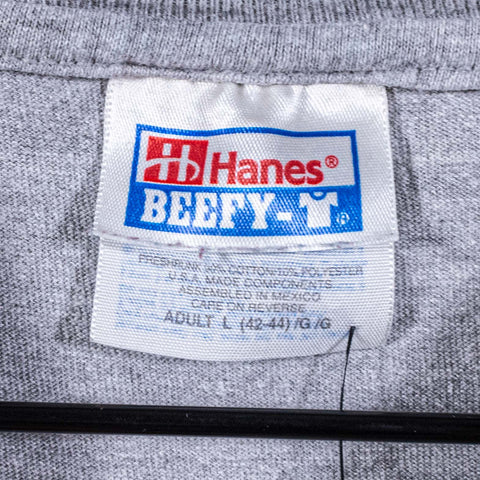 Hanes®
BEEFY-T®
PRESHRUNK 90% COTTON/10% POLYESTER
U.S.A. MADE COMPONENTS
ASSEMBLED IN MEXICO
CARE ON REVERSE
ADULT L (42-44)/G/G